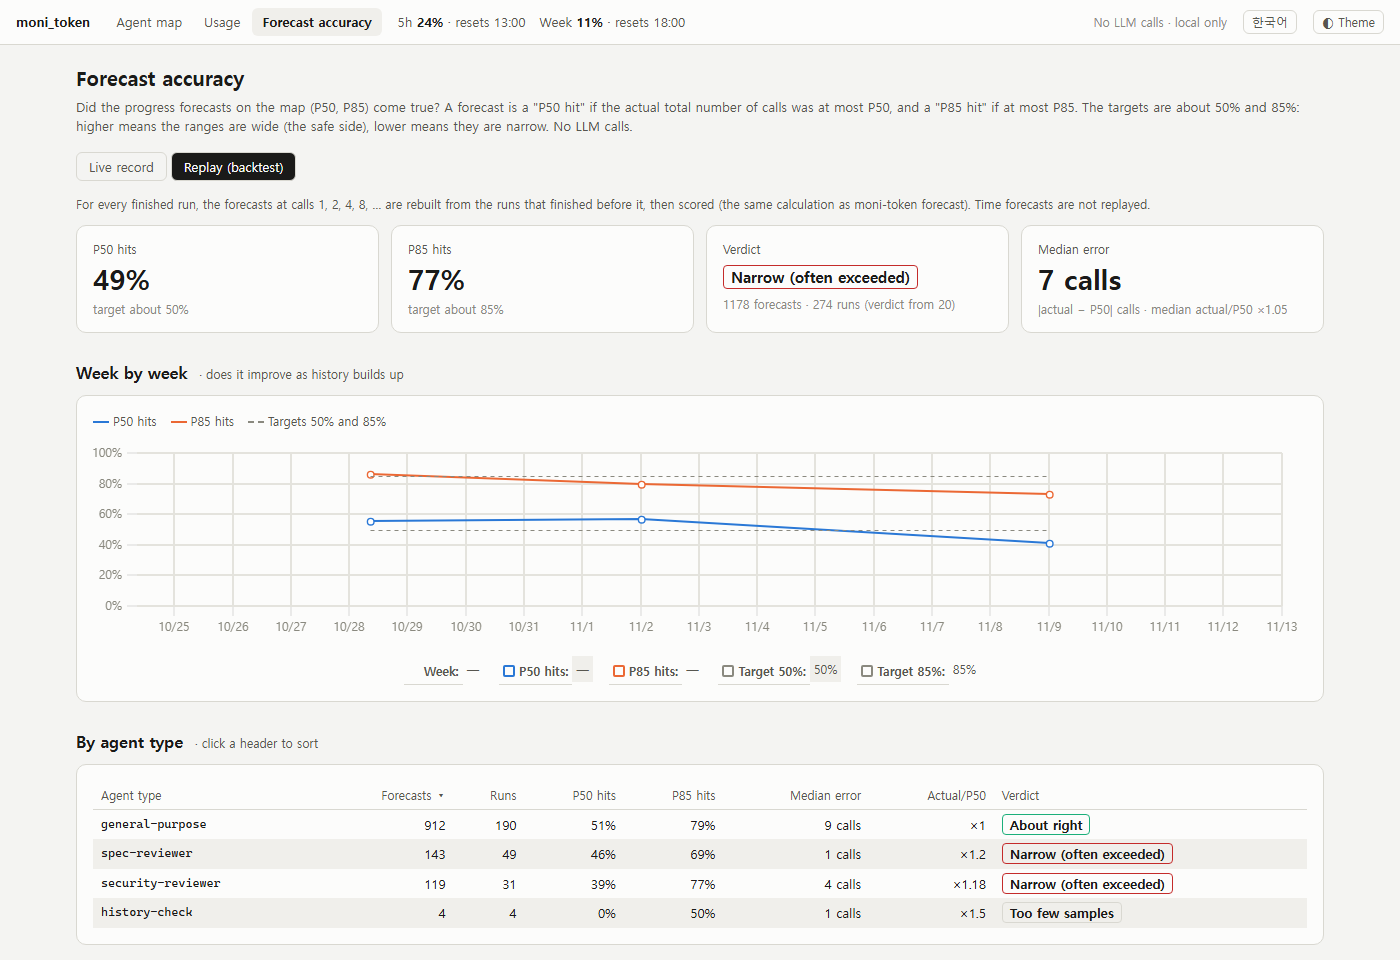 moni_token Agent map Usage Forecast accuracy 5h 24% · resets 13:00 Week 11% · resets 18:00 No LLM calls · local only 한국어 ◐ Theme
Forecast accuracy
Did the progress forecasts on the map (P50, P85) come true? A forecast is a "P50 hit" if the actual total number of calls was at most P50, and a "P85 hit" if at most P85. The targets are about 50% and 85%:
higher means the ranges are wide (the safe side), lower means they are narrow. No LLM calls.
Live record Replay (backtest)
For every finished run, the forecasts at calls 1, 2, 4, 8, … are rebuilt from the runs that finished before it, then scored (the same calculation as moni-token forecast). Time forecasts are not replayed.
P50 hits
49%
target about 50%
P85 hits
77%
target about 85%
Verdict
Narrow (often exceeded)
1178 forecasts · 274 runs (verdict from 20)
Median error
7 calls
|actual − P50| calls · median actual/P50 ×1.05
Week by week · does it improve as history builds up
P50 hits P85 hits Targets 50% and 85%
100%
80%
60%
40%
20%
0%
10/25 10/26 10/27 10/28 10/29 10/30 10/31 11/1 11/2 11/3 11/4 11/5 11/6 11/7 11/8 11/9 11/10 11/11 11/12 11/13
Week: — P50 hits: — P85 hits: — Target 50%: 50% Target 85%: 85%
By agent type · click a header to sort
Agent type Forecasts ▾ Runs P50 hits P85 hits Median error Actual/P50 Verdict
general-purpose 912 190 51% 79% 9 calls ×1 About right
spec-reviewer 143 49 46% 69% 1 calls ×1.2 Narrow (often exceeded)
security-reviewer 119 31 39% 77% 4 calls ×1.18 Narrow (often exceeded)
history-check 4 4 0% 50% 1 calls ×1.5 Too few samples